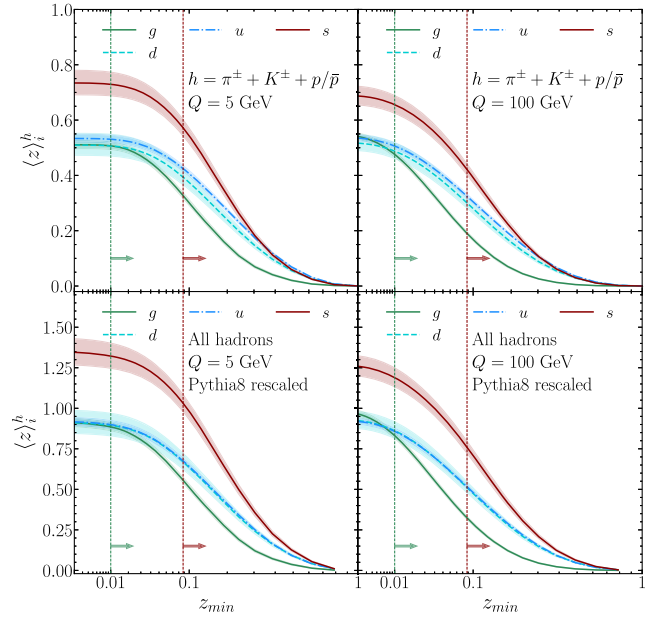 1.0
0.8
0.6
0.4
0.2
0.0
⟨z⟩ᵢʰ
g
u
s
d
h = π± + K± + p/p̄
Q = 5 GeV
g
u
s
d
h = π± + K± + p/p̄
Q = 100 GeV
1.50
1.25
1.00
0.75
0.50
0.25
0.00
⟨z⟩ᵢʰ
g
u
s
d
All hadrons
Q = 5 GeV
Pythia8 rescaled
g
u
s
d
All hadrons
Q = 100 GeV
Pythia8 rescaled
0.01
0.1
1
0.01
0.1
1
z_min
z_min